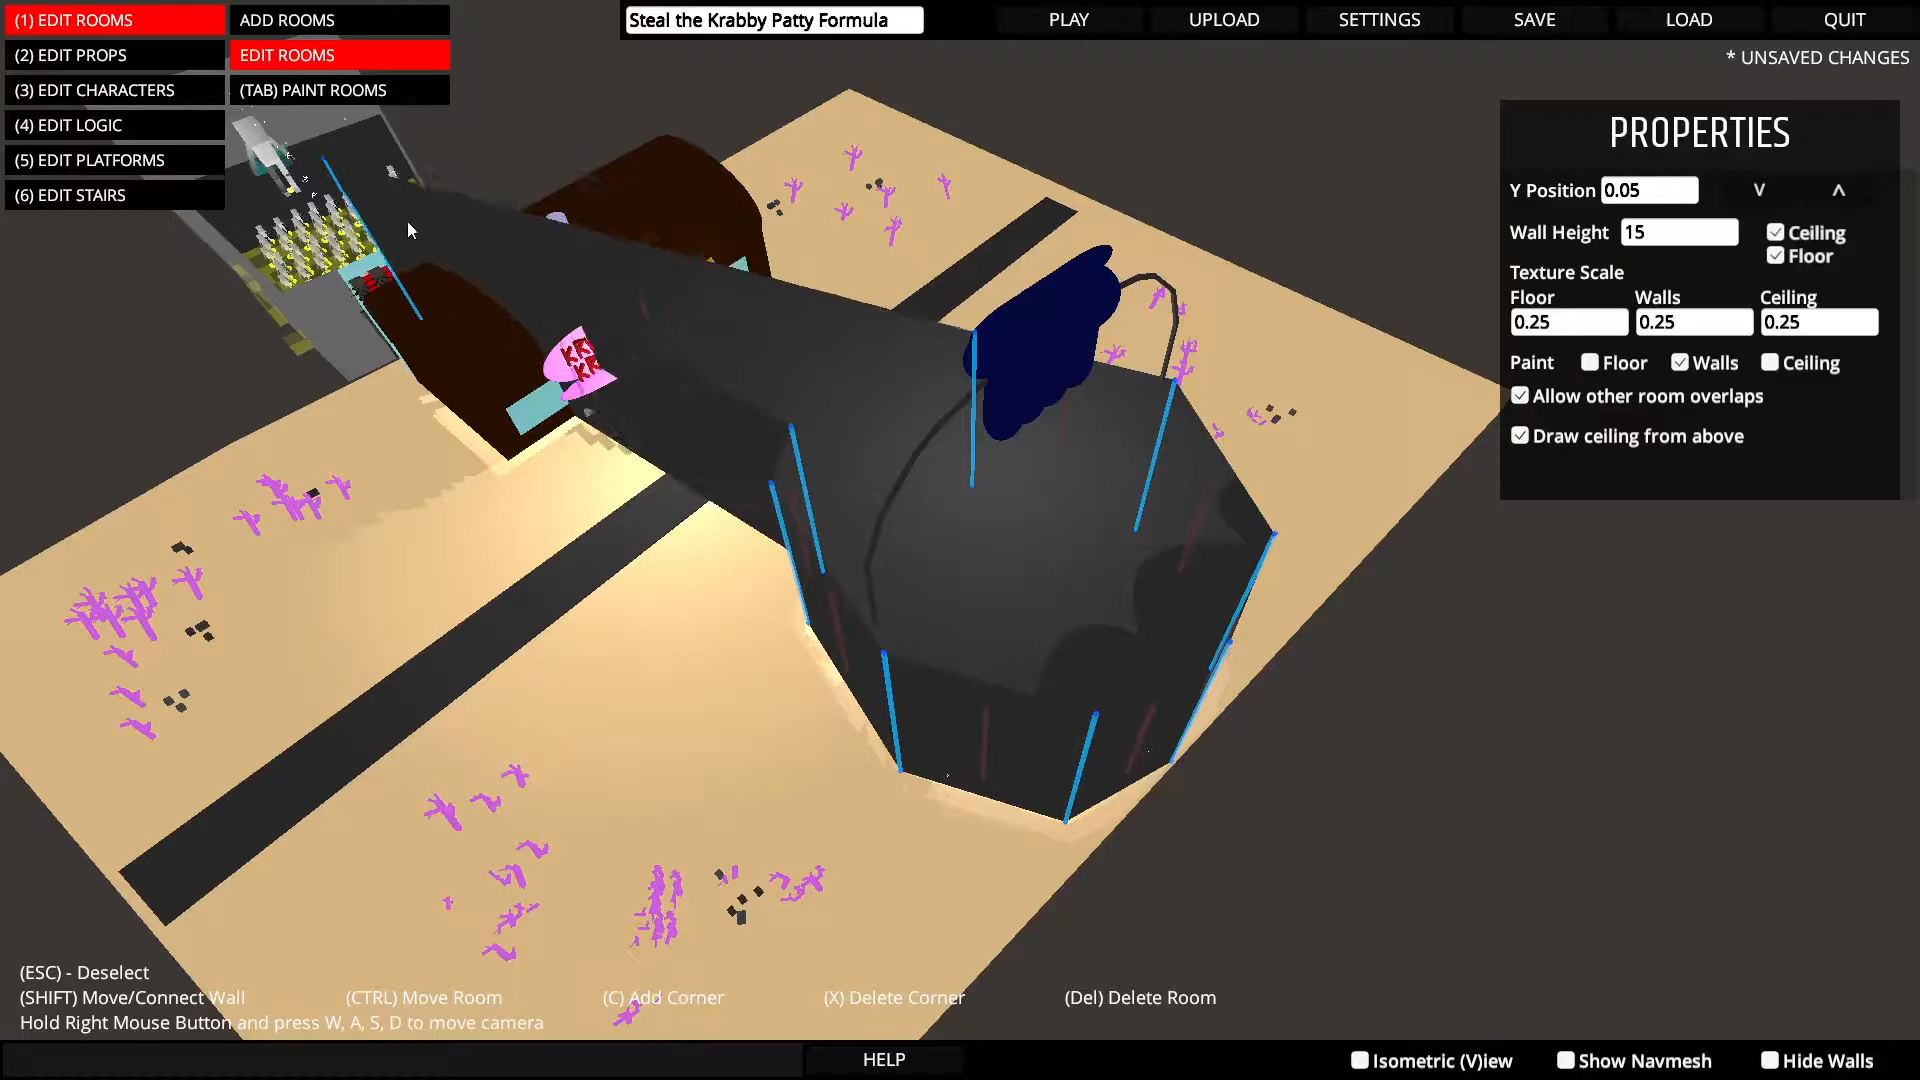 (1) EDIT ROOMS
(2) EDIT PROPS
(3) EDIT CHARACTERS
(4) EDIT LOGIC
(5) EDIT PLATFORMS
(6) EDIT STAIRS
ADD ROOMS
EDIT ROOMS
(TAB) PAINT ROOMS
Steal the Krabby Patty Formula
PLAY UPLOAD SETTINGS SAVE LOAD QUIT
* UNSAVED CHANGES
PROPERTIES
Y Position 0.05 V ʌ
Wall Height 15 Ceiling
Floor
Texture Scale
Floor Walls Ceiling
0.25 0.25 0.25
Paint Floor Walls Ceiling
Allow other room overlaps
Draw ceiling from above
(ESC) - Deselect
(SHIFT) Move/Connect Wall (CTRL) Move Room (C) Add Corner (X) Delete Corner (Del) Delete Room
Hold Right Mouse Button and press W, A, S, D to move camera
HELP
Isometric (V)iew Show Navmesh Hide Walls